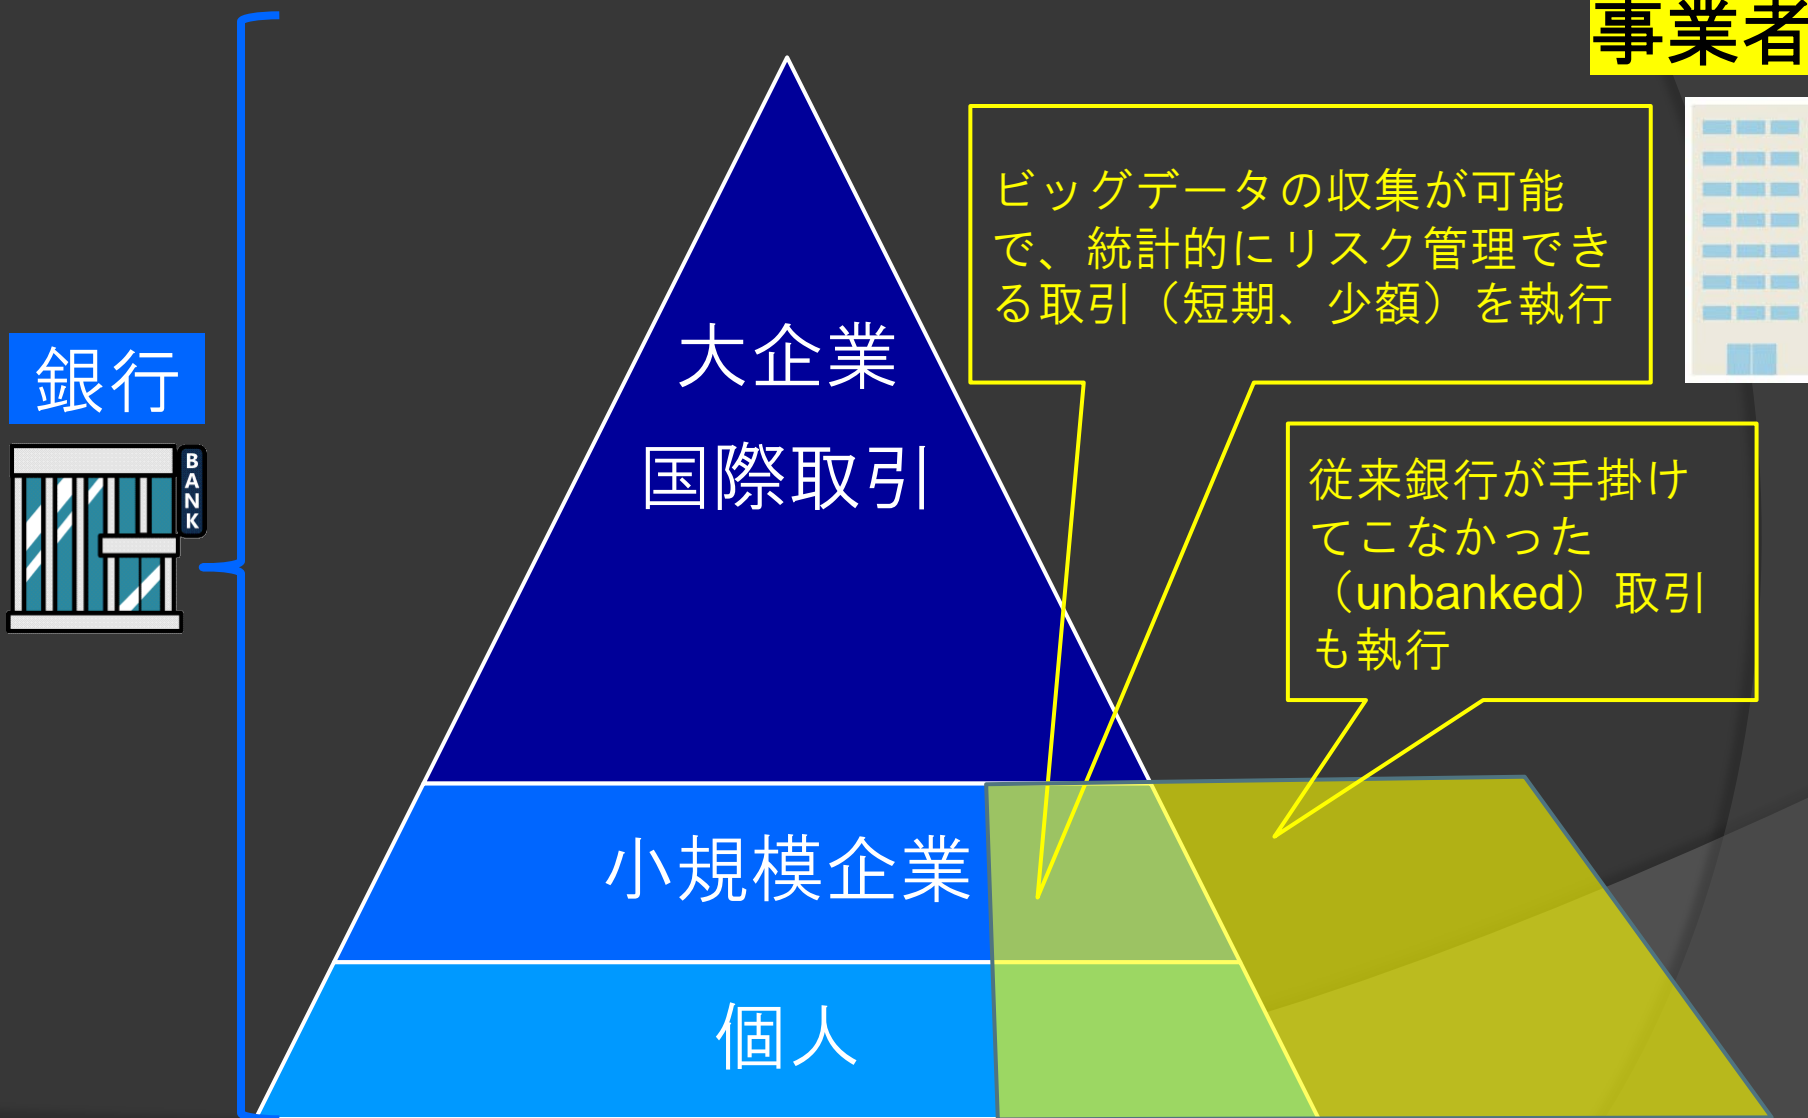 事業者
ビッグデータの収集が可能
で、統計的にリスク管理でき
る取引（短期、少額）を執行
大企業
国際取引
銀行
BANK
従来銀行が手掛け
てこなかった
（unbanked）取引
も執行
小規模企業
個人